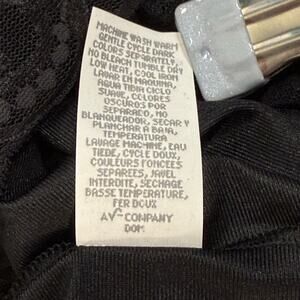 MACHINE WASH WARM
GENTLE CYCLE DARK
COLORS SEPARATELY,
NO BLEACH TUMBLE DRY
LOW HEAT, COOL IRON
LAVAR EN MAQUINA,
AGUA TIBIA CICLO
SUAVE, COLORES
OSCUROS POR
SEPARAEO, NO
BLANQUEADOR, SECAR Y
PLANCHAR A BAJA,
TEMPERATURA
LAVAGE MACHINE, EAU
TIEDE, CYCLE DOUX,
COULEURS FONCEES
SEPAREES, JAVEL
INTERDITE, SECHAGE
BASSE TEMPERATURE,
FER DOUX
AV COMPANY
DOM